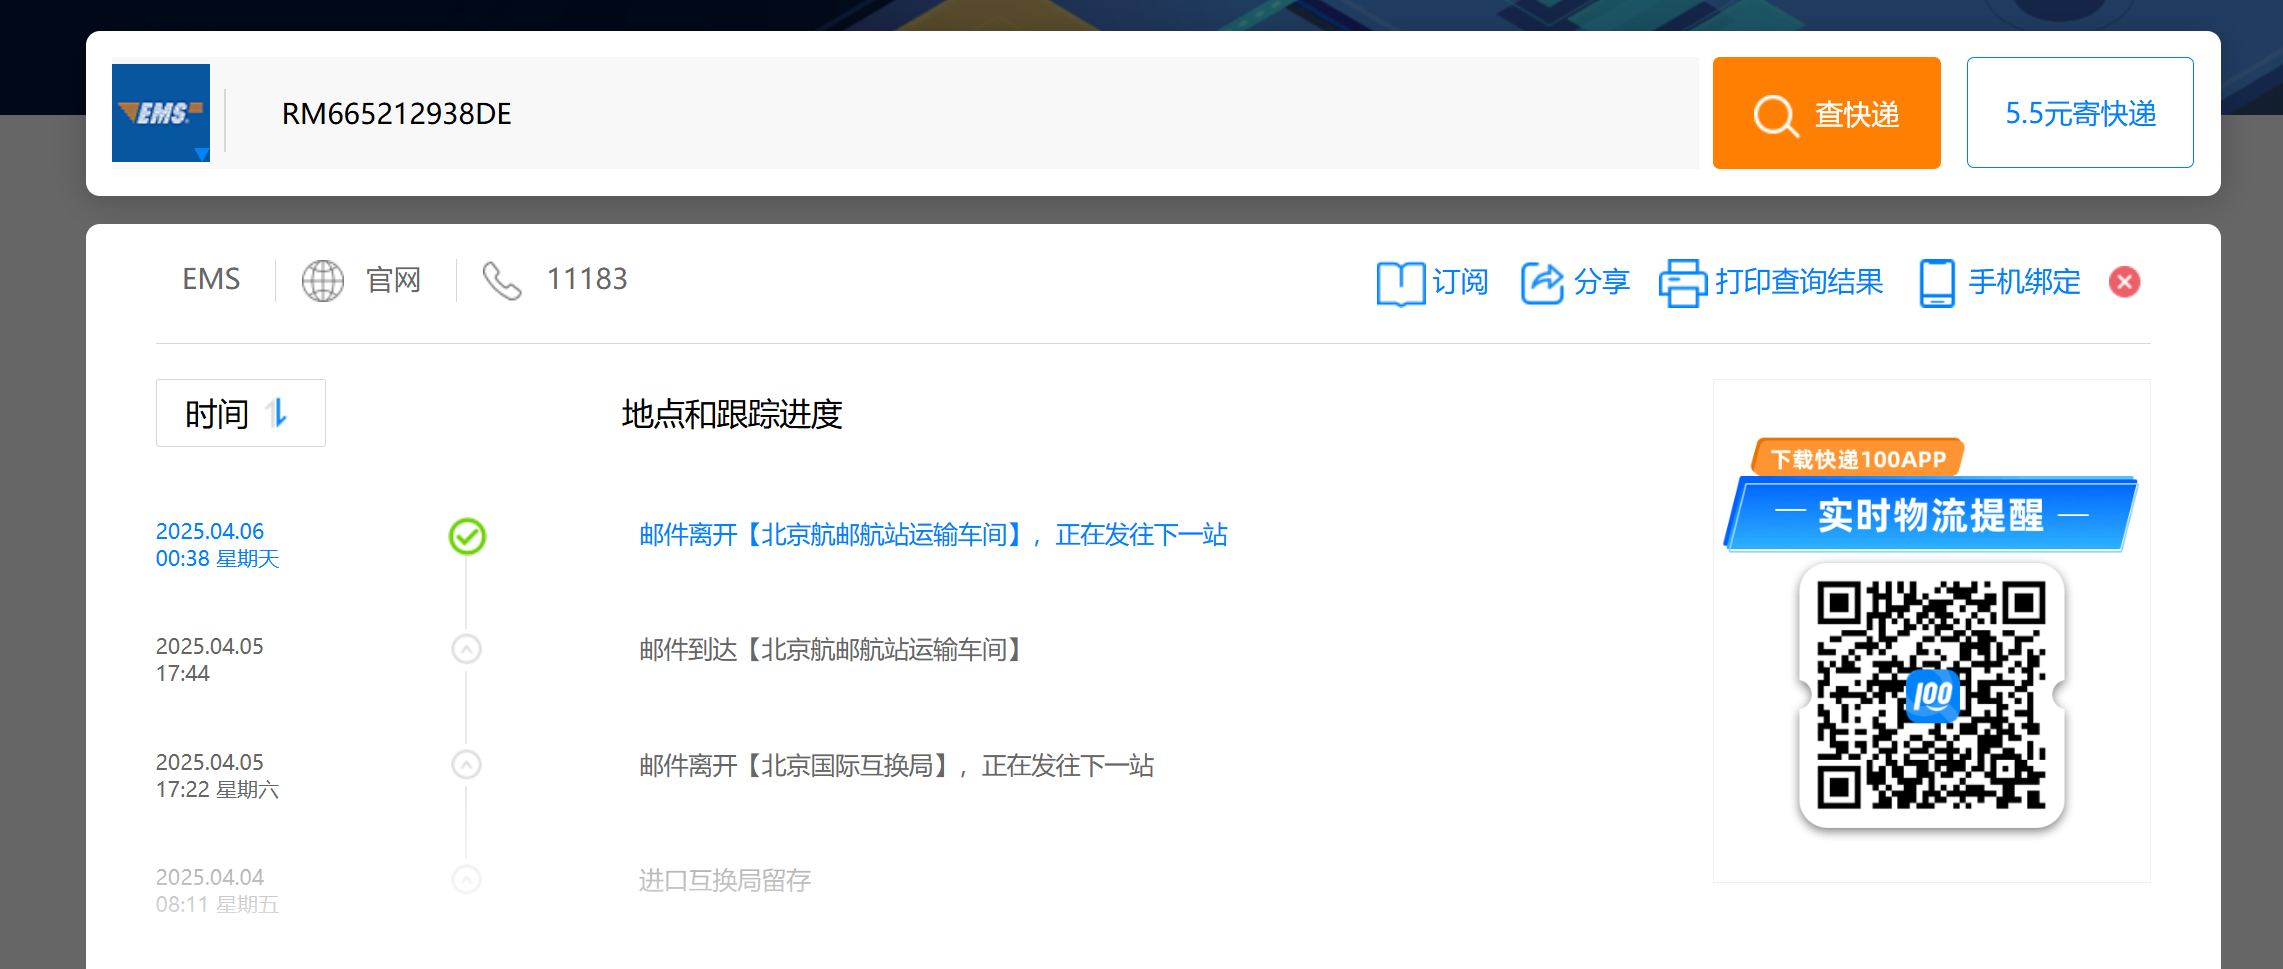 EMS
RM665212938DE
查快递
5.5元寄快递
EMS
官网
11183
订阅
分享
打印查询结果
手机绑定
时间
地点和跟踪进度
2025.04.06
00:38 星期天
邮件离开【北京航邮航站运输车间】，正在发往下一站
2025.04.05
17:44
邮件到达【北京航邮航站运输车间】
2025.04.05
17:22 星期六
邮件离开【北京国际互换局】，正在发往下一站
2025.04.04
08:11 星期五
进口互换局留存
下载快递100APP
实时物流提醒
100